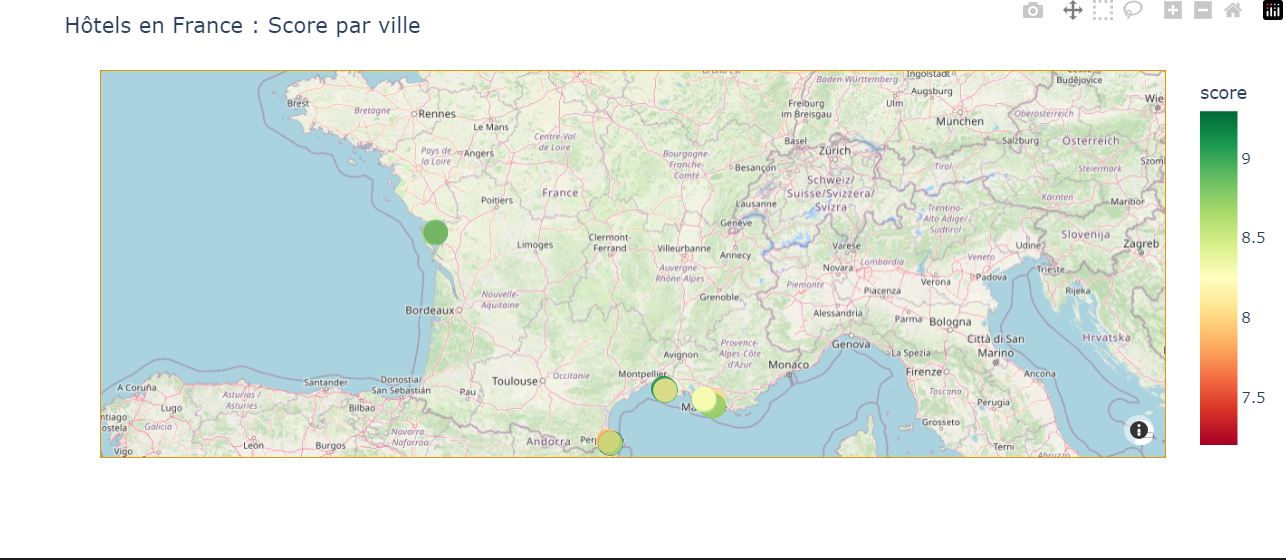 Hôtels en France : Score par ville
score
9
8.5
8
7.5
Brest
Bretagne
Rennes
Le Mans
Pays de
la Loire
Angers
Centre-Val
de Loire
Bourgogne-
Franche-
Comté
Besançon
Baden-Württemberg
Ingolstadt
Augsburg
Ulm
Freiburg
im Breisgau
München
České
Budějovice
Oberösterreich
Wie
Basel
Zürich
Salzburg
Österreich
Steiermark
Szom
Tirol
Kärnten
Maribor
Schweiz/
Suisse/Svizzera/
Svizra
Lausanne
Genève
France
Poitiers
Limoges
Clermont-
Ferrand
Villeurbanne
Annecy
Auvergne-
Rhône-Alpes
Grenoble
Trentino-
Alto Adige/
Südtirol
Slovenija
Zagreb
Udine
Varese
Lombardia
Veneto
Novara
Verona
Padova
Trieste
Rijeka
Piemonte
Piacenza
Alessandria
Parma
Bologna
Hrvatska
Nouvelle-
Aquitaine
Bordeaux
Genova
La Spezia
Città di San
Marino
Avignon
Provence-
Alpes-Côte
d'Azur
Monaco
Firenze
Ancona
Toscana
Perugia
Grosseto
Terni
Abruzzo
Montpellier
Occitanie
Toulouse
Ma
Andorra
Per
A Coruña
Lugo
Asturias/
Asturies
Santander
Donostia/
San Sebastián
Pau
Bilbao
ntiago
ostela
Galicia
Vigo
León
Burgos
Navarra
- Nafarroa